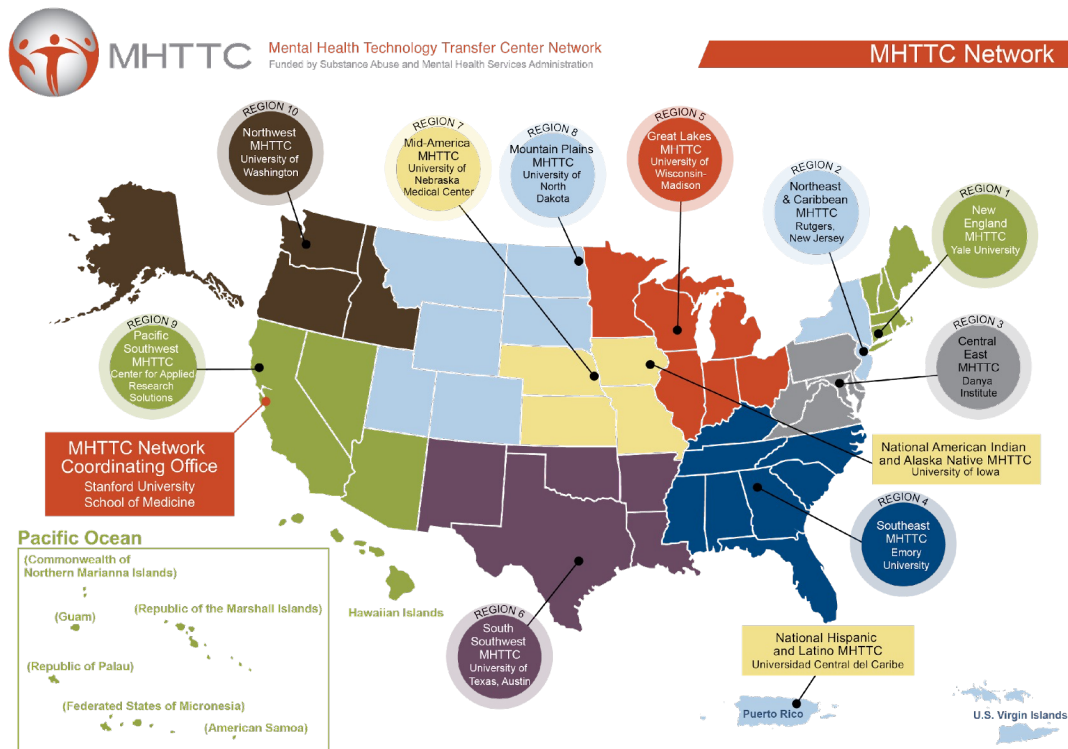 MHTTC
Mental Health Technology Transfer Center Network
Funded by Substance Abuse and Mental Health Services Administration
MHTTC Network
REGION 10
Northwest
MHTTC
University of
Washington
REGION 7
Mid-America
MHTTC
University of
Nebraska
Medical Center
REGION 8
Mountain Plains
MHTTC
University of
North
Dakota
REGION 5
Great Lakes
MHTTC
University of
Wisconsin-
Madison
REGION 2
Northeast
& Caribbean
MHTTC
Rutgers,
New Jersey
REGION 1
New
England
MHTTC
Yale University
REGION 9
Pacific
Southwest
MHTTC
Center for Applied
Research
Solutions
REGION 3
Central
East
MHTTC
Danya
Institute
MHTTC Network
Coordinating Office
Stanford University
School of Medicine
National American Indian
and Alaska Native MHTTC
University of Iowa
REGION 4
Southeast
MHTTC
Emory
University
Pacific Ocean
(Commonwealth of
Northern Marianna Islands)
(Guam)
(Republic of the Marshall Islands)
(Republic of Palau)
(Federated States of Micronesia)
(American Samoa)
Hawaiian Islands
REGION 6
South
Southwest
MHTTC
University of
Texas, Austin
National Hispanic
and Latino MHTTC
Universidad Central del Caribe
Puerto Rico
U.S. Virgin Islands